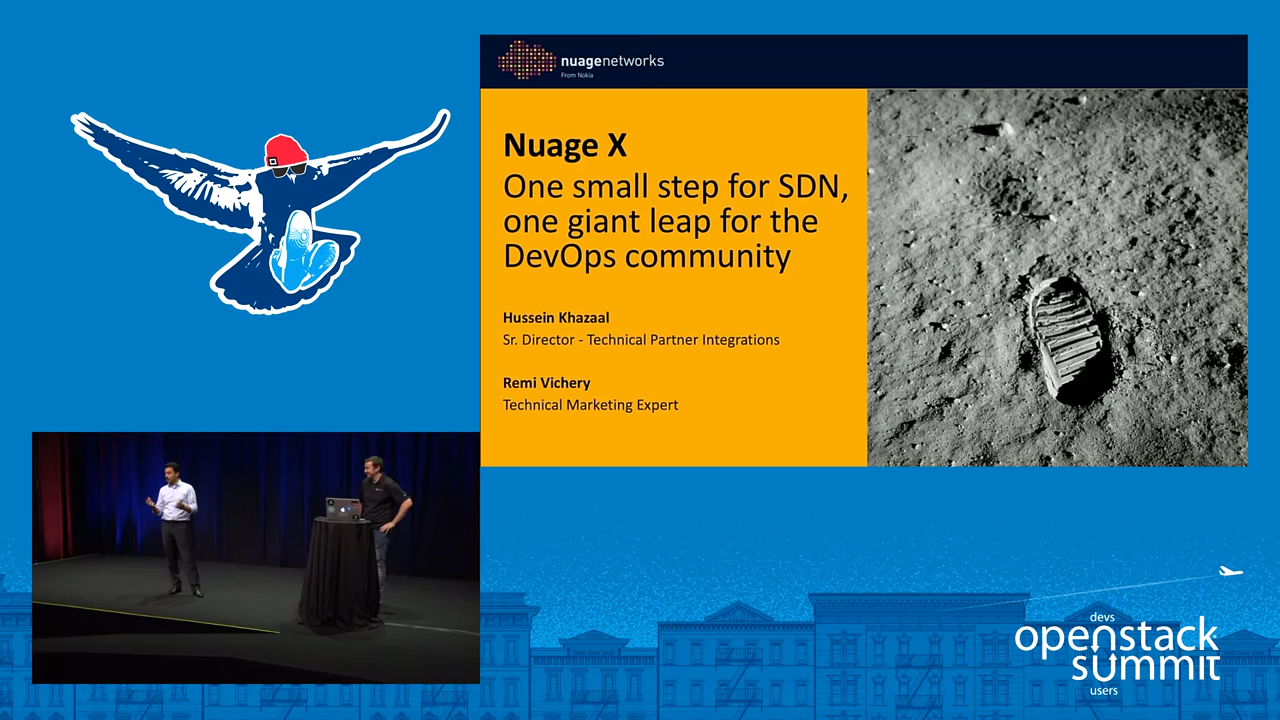 nuagenetworks
From Nokia
Nuage X
One small step for SDN,
one giant leap for the
DevOps community
Hussein Khazaal
Sr. Director - Technical Partner Integrations
Remi Vichery
Technical Marketing Expert
devs
openstack
summit
users